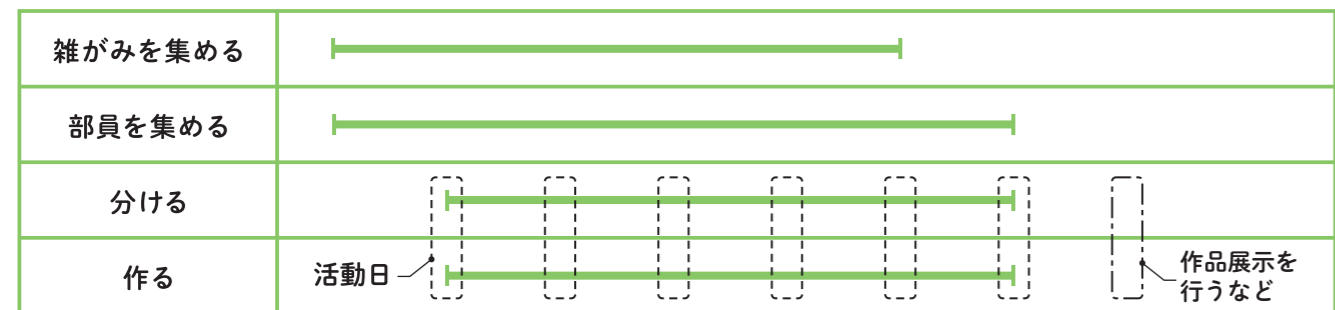 雑がみを集める
部員を集める
分ける
作る
活動日
作品展示を
行うなど